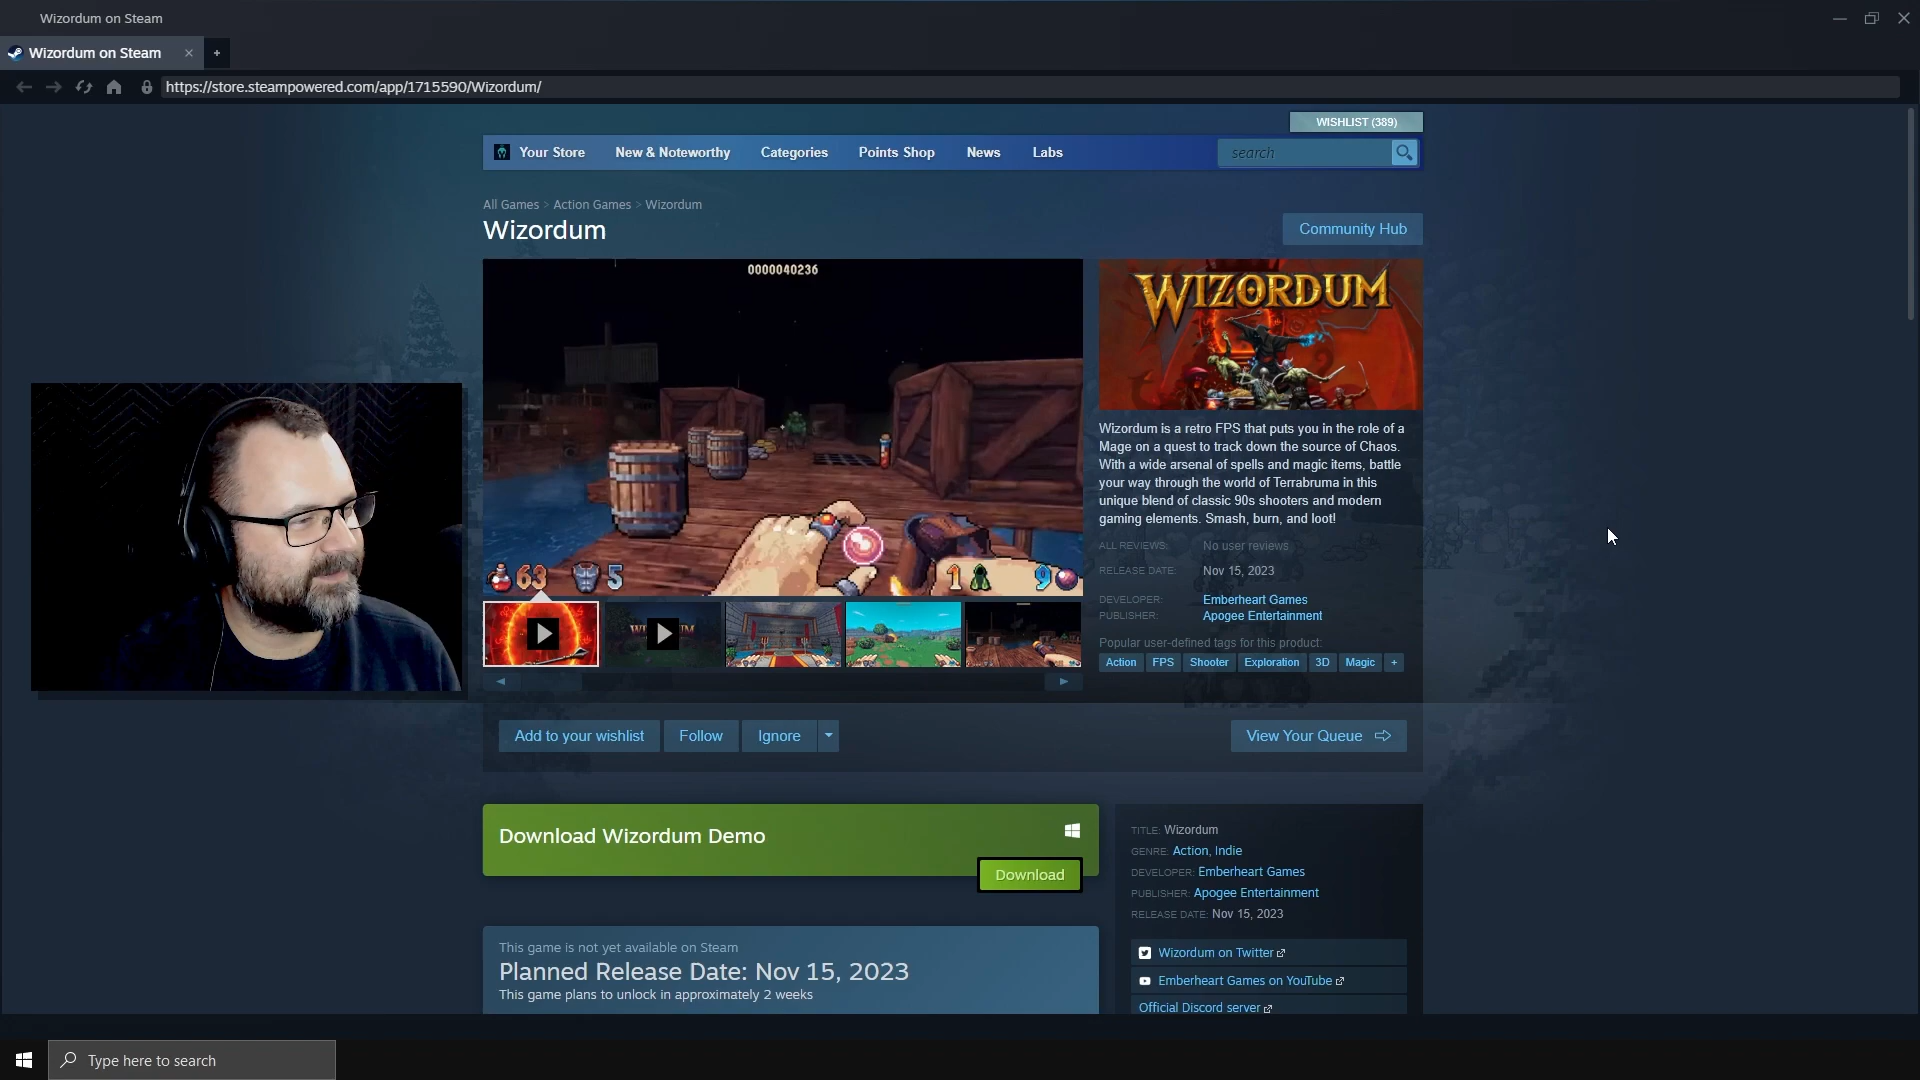 Wizordum on Steam
Wizordum on Steam
https://store.steampowered.com/app/1715590/Wizordum/
WISHLIST (389)
Your Store New & Noteworthy Categories Points Shop News Labs search
All Games > Action Games > Wizordum
Wizordum
Community Hub
0000040236
63 5 1 9
WIZORDUM
Wizordum is a retro FPS that puts you in the role of a
Mage on a quest to track down the source of Chaos.
With a wide arsenal of spells and magic items, battle
your way through the world of Terrabruma in this
unique blend of classic 90s shooters and modern
gaming elements. Smash, burn, and loot!
ALL REVIEWS: No user reviews
RELEASE DATE: Nov 15, 2023
DEVELOPER: Emberheart Games
PUBLISHER: Apogee Entertainment
Popular user-defined tags for this product:
Action FPS Shooter Exploration 3D Magic +
Add to your wishlist Follow Ignore View Your Queue
Download Wizordum Demo
Download
This game is not yet available on Steam
Planned Release Date: Nov 15, 2023
This game plans to unlock in approximately 2 weeks
TITLE: Wizordum
GENRE: Action, Indie
DEVELOPER: Emberheart Games
PUBLISHER: Apogee Entertainment
RELEASE DATE: Nov 15, 2023
Wizordum on Twitter
Emberheart Games on YouTube
Official Discord server
Type here to search